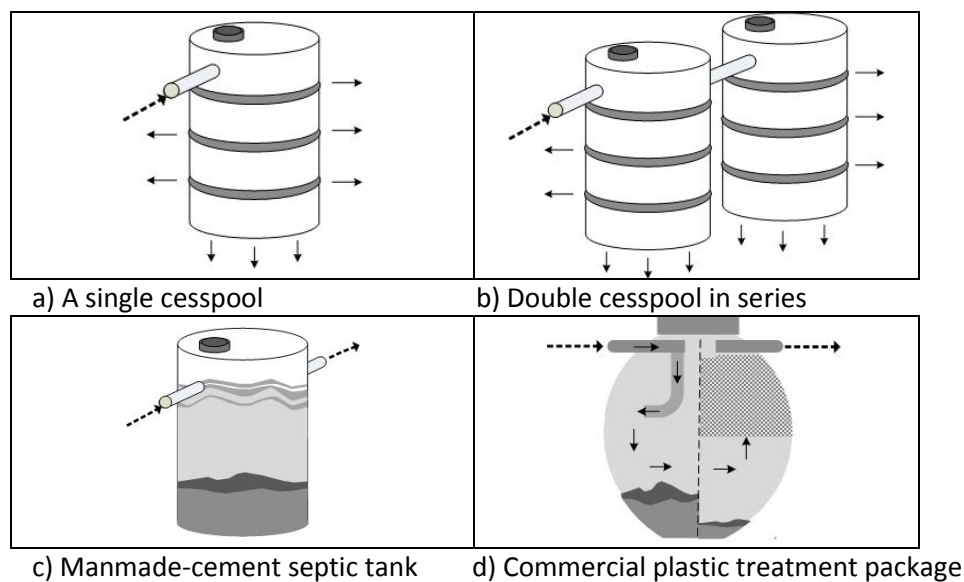 a) A single cesspool
b) Double cesspool in series
c) Manmade-cement septic tank
d) Commercial plastic treatment package